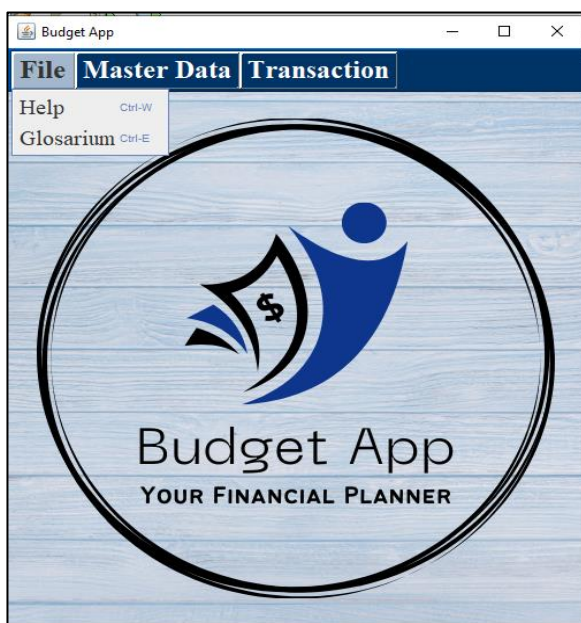 Budget App
File Master Data Transaction
Help Ctrl-W
Glosarium Ctrl-E
$
Budget App
YOUR FINANCIAL PLANNER